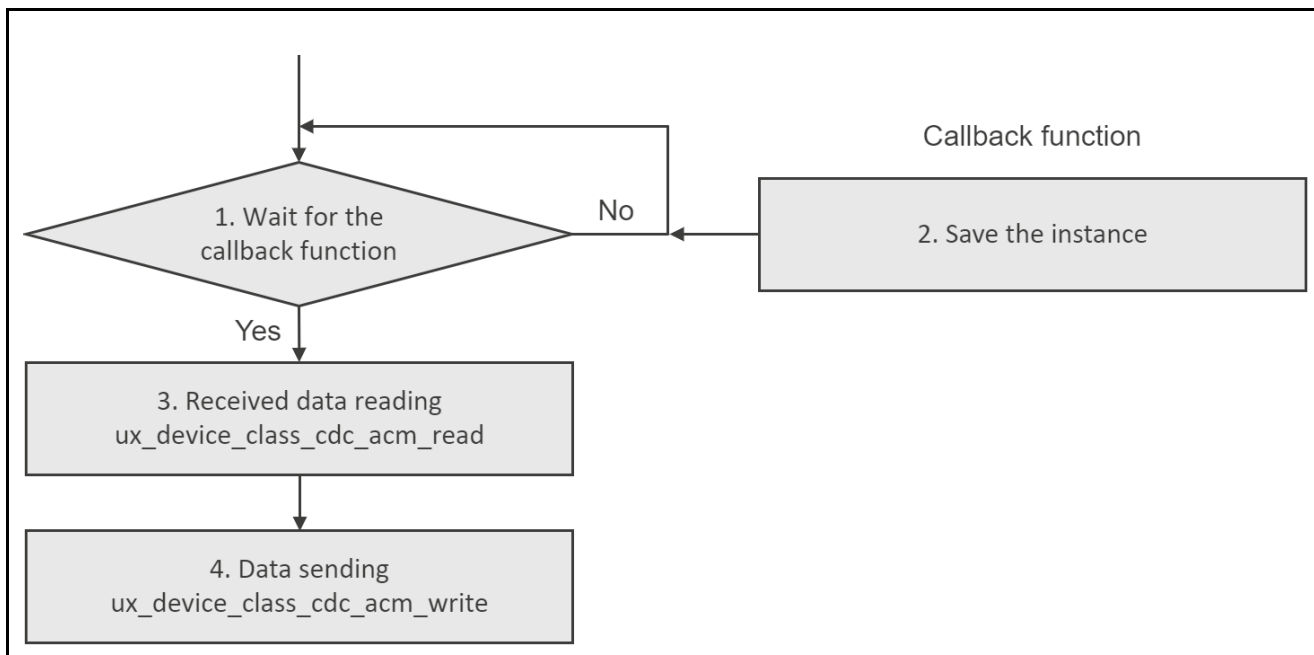 Callback function
1. Wait for the
callback function
No
2. Save the instance
Yes
3. Received data reading
ux_device_class_cdc_acm_read
4. Data sending
ux_device_class_cdc_acm_write